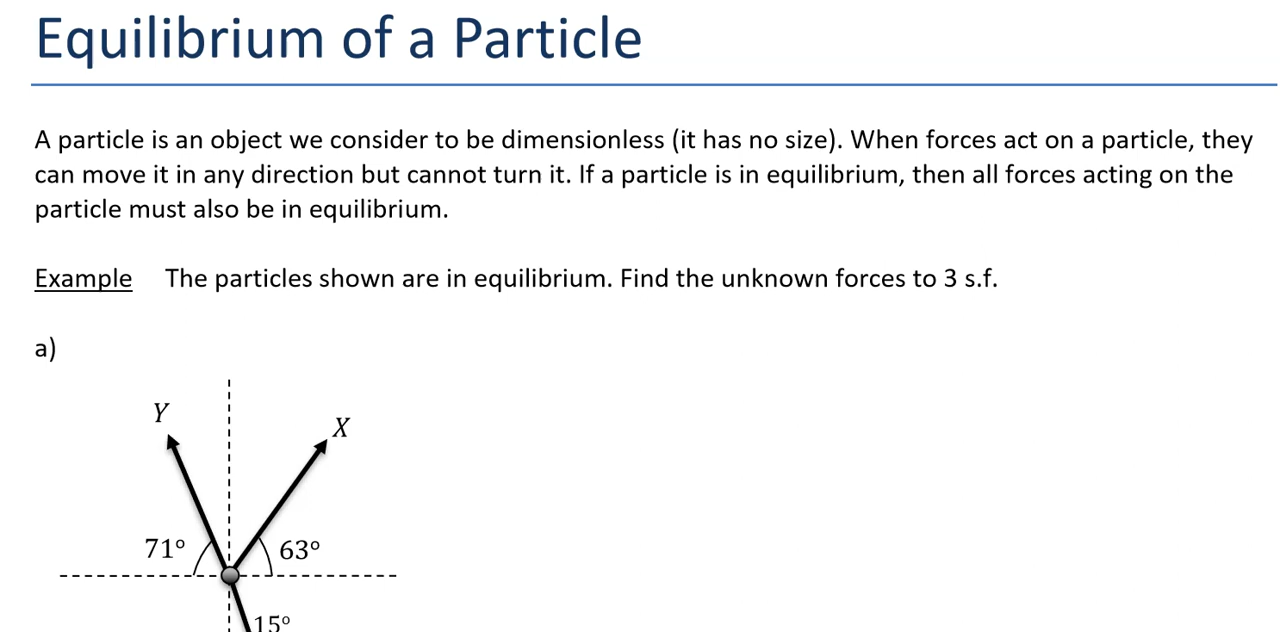 Equilibrium of a Particle
A particle is an object we consider to be dimensionless (it has no size). When forces act on a particle, they
can move it in any direction but cannot turn it. If a particle is in equilibrium, then all forces acting on the
particle must also be in equilibrium.
Example The particles shown are in equilibrium. Find the unknown forces to 3 s.f.
a)
Y
X
71° 63°
15°